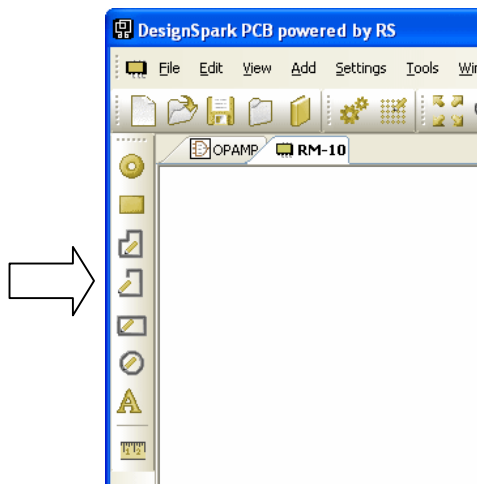 DesignSpark PCB powered by RS
File Edit View Add Settings Tools
OPAMP RM-10